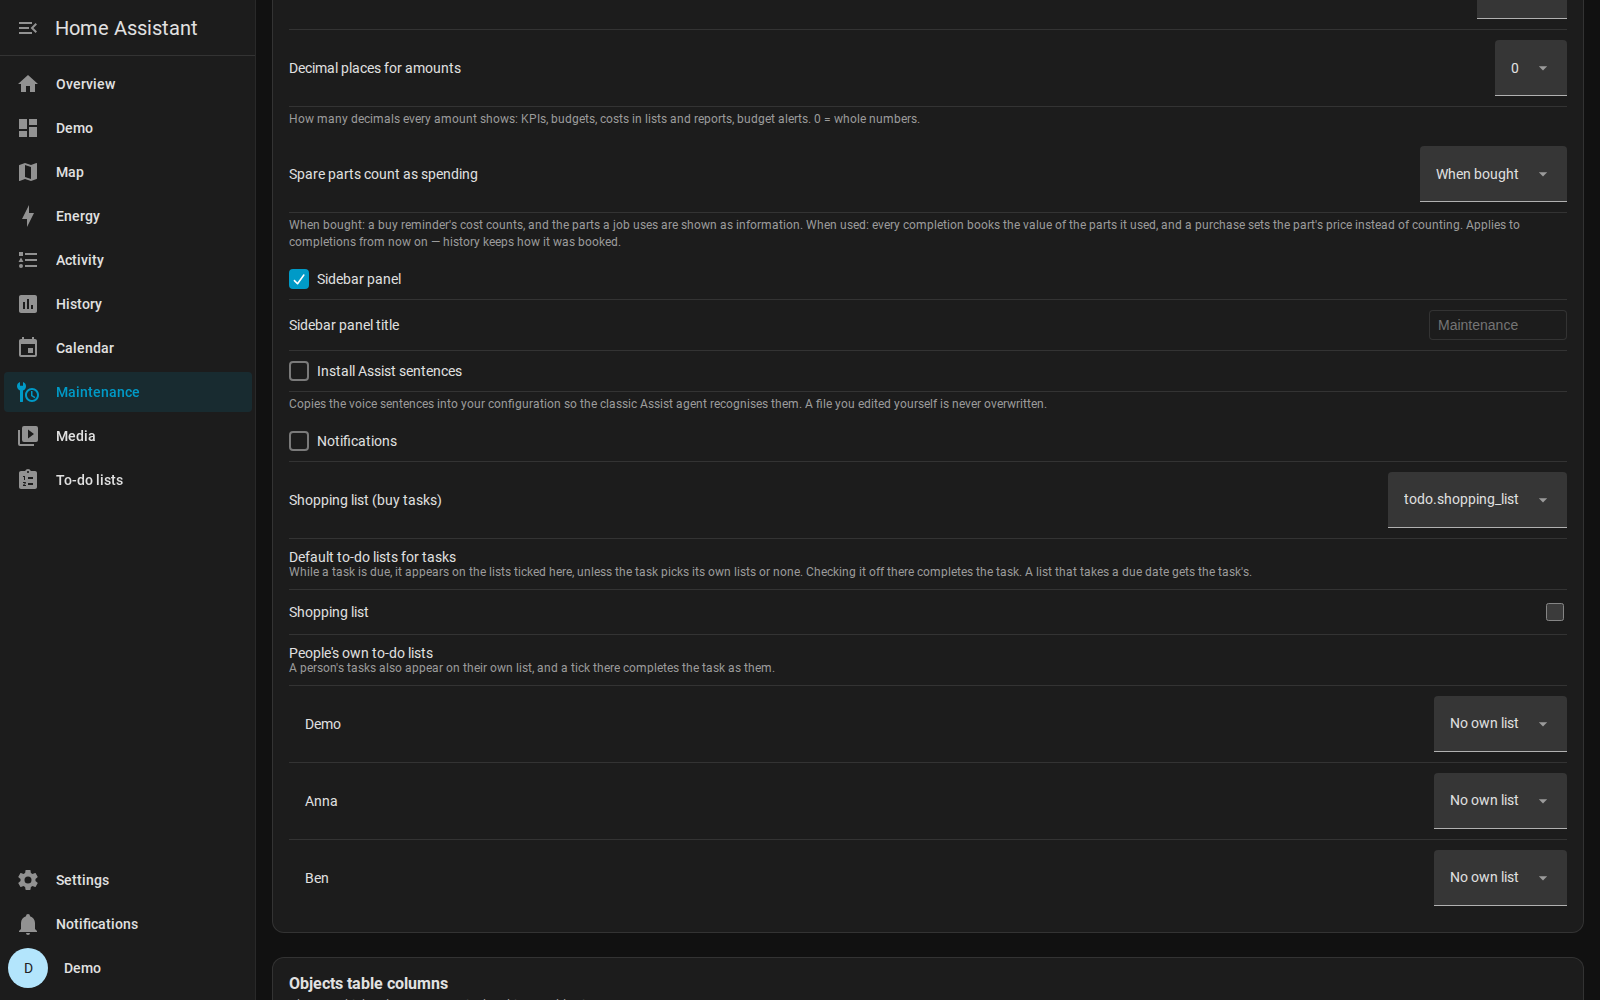 Home Assistant
Overview
Demo
Map
Energy
Activity
History
Calendar
Maintenance
Media
To-do lists
Settings
Notifications
D
Demo
Decimal places for amounts
0
How many decimals every amount shows: KPIs, budgets, costs in lists and reports, budget alerts. 0 = whole numbers.
Spare parts count as spending
When bought
When bought: a buy reminder's cost counts, and the parts a job uses are shown as information. When used: every completion books the value of the parts it used, and a purchase sets the part's price instead of counting. Applies to
completions from now on — history keeps how it was booked.
Sidebar panel
Sidebar panel title
Maintenance
Install Assist sentences
Copies the voice sentences into your configuration so the classic Assist agent recognises them. A file you edited yourself is never overwritten.
Notifications
Shopping list (buy tasks)
todo.shopping_list
Default to-do lists for tasks
While a task is due, it appears on the lists ticked here, unless the task picks its own lists or none. Checking it off there completes the task. A list that takes a due date gets the task's.
Shopping list
People's own to-do lists
A person's tasks also appear on their own list, and a tick there completes the task as them.
Demo
No own list
Anna
No own list
Ben
No own list
Objects table columns